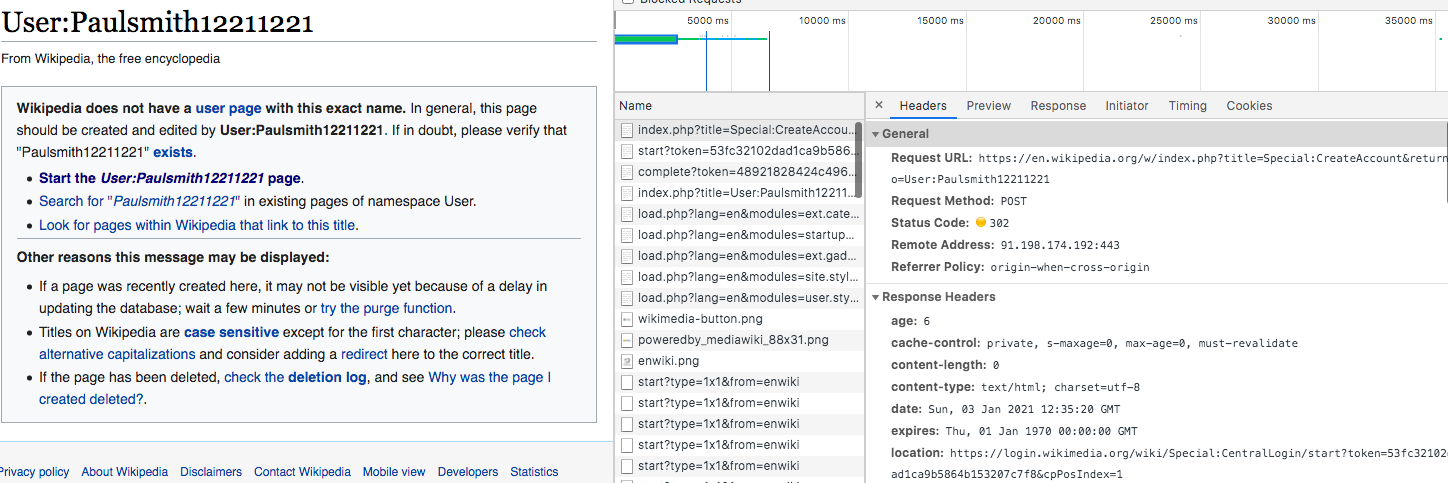 User:Paulsmith12211221
From Wikipedia, the free encyclopedia
Wikipedia does not have a user page with this exact name. In general, this page
should be created and edited by User:Paulsmith12211221. If in doubt, please verify that
"Paulsmith12211221" exists.
• Start the User:Paulsmith12211221 page.
• Search for "Paulsmith12211221" in existing pages of namespace User.
• Look for pages within Wikipedia that link to this title.
Other reasons this message may be displayed:
• If a page was recently created here, it may not be visible yet because of a delay in
updating the database; wait a few minutes or try the purge function.
• Titles on Wikipedia are case sensitive except for the first character; please check
alternative capitalizations and consider adding a redirect here to the correct title.
• If the page has been deleted, check the deletion log, and see Why was the page I
created deleted?.
Privacy policy About Wikipedia Disclaimers Contact Wikipedia Mobile view Developers Statistics
Blocked Requests
5000 ms 10000 ms 15000 ms 20000 ms 25000 ms 30000 ms 35000 ms
Name
index.php?title=Special:CreateAccou...
start?token=53fc32102dad1ca9b586...
complete?token=48921828424c496...
index.php?title=User:Paulsmith12211...
load.php?lang=en&modules=ext.cate...
load.php?lang=en&modules=startup...
load.php?lang=en&modules=ext.gad...
load.php?lang=en&modules=site.styl...
load.php?lang=en&modules=user.sty...
wikimedia-button.png
poweredby_mediawiki_88x31.png
enwiki.png
start?type=1x1&from=enwiki
start?type=1x1&from=enwiki
start?type=1x1&from=enwiki
start?type=1x1&from=enwiki
start?type=1x1&from=enwiki
× Headers Preview Response Initiator Timing Cookies
▼ General
Request URL: https://en.wikipedia.org/w/index.php?title=Special:CreateAccount&return
o=User:Paulsmith12211221
Request Method: POST
Status Code: 302
Remote Address: 91.198.174.192:443
Referrer Policy: origin-when-cross-origin
▼ Response Headers
age: 6
cache-control: private, s-maxage=0, max-age=0, must-revalidate
content-length: 0
content-type: text/html; charset=utf-8
date: Sun, 03 Jan 2021 12:35:20 GMT
expires: Thu, 01 Jan 1970 00:00:00 GMT
location: https://login.wikimedia.org/wiki/Special:CentralLogin/start?token=53fc32102
ad1ca9b5864b153207c7f8&cpPosIndex=1